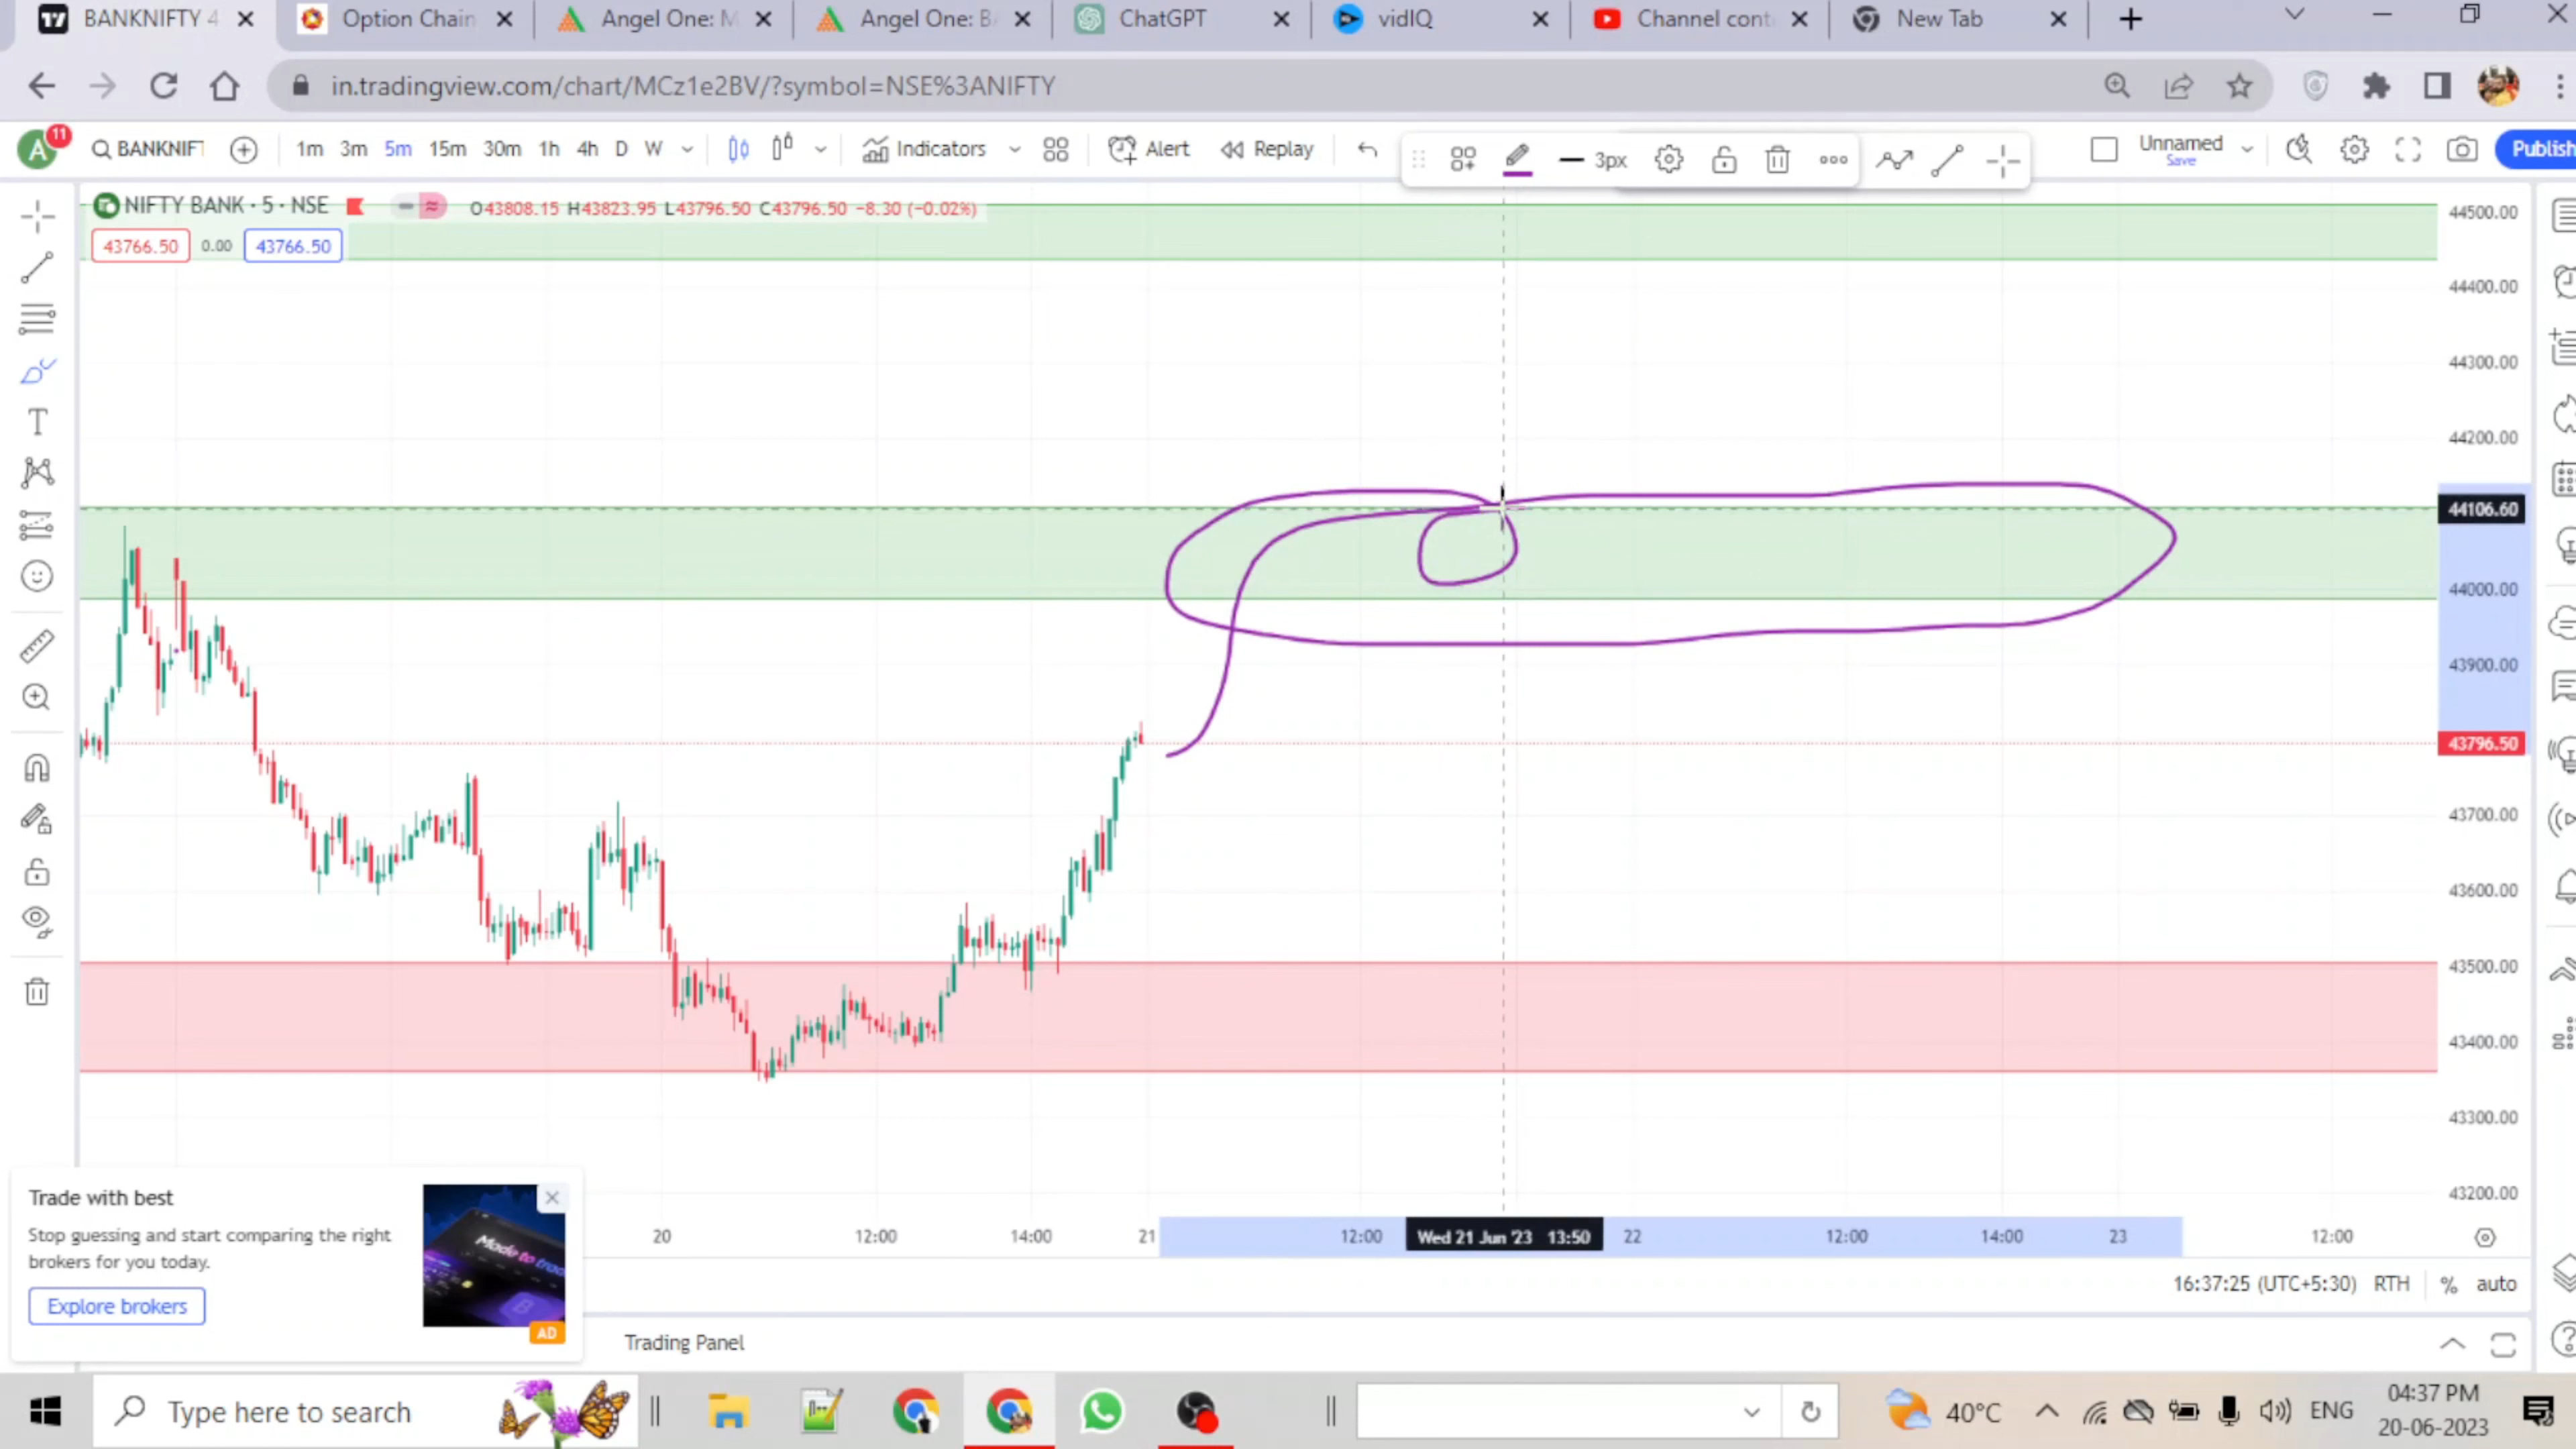 BANKNIFTY 4
Option Chain
Angel One: M
Angel One: B
ChatGPT
vidIQ
Channel cont
New Tab
in.tradingview.com/chart/MCz1e2BV/?symbol=NSE%3ANIFTY
A
11
BANKNIFT
1m 3m 5m 15m 30m 1h 4h D W
Indicators
Alert
Replay
3px
Unnamed
Save
Publish
NIFTY BANK · 5 · NSE
O43808.15 H43823.95 L43796.50 C43796.50 −8.30 (−0.02%)
43766.50 0.00 43766.50
44500.00
44400.00
44300.00
44200.00
44106.60
44000.00
43900.00
43796.50
43700.00
43600.00
43500.00
43400.00
43300.00
43200.00
20 12:00 14:00 21 12:00 Wed 21 Jun '23 13:50 22 12:00 14:00 23 12:00
Trade with best
Stop guessing and start comparing the right
brokers for you today.
Explore brokers
Made to trad
AD
16:37:25 (UTC+5:30) RTH % auto
Trading Panel
Type here to search
40°C
ENG
04:37 PM
20-06-2023